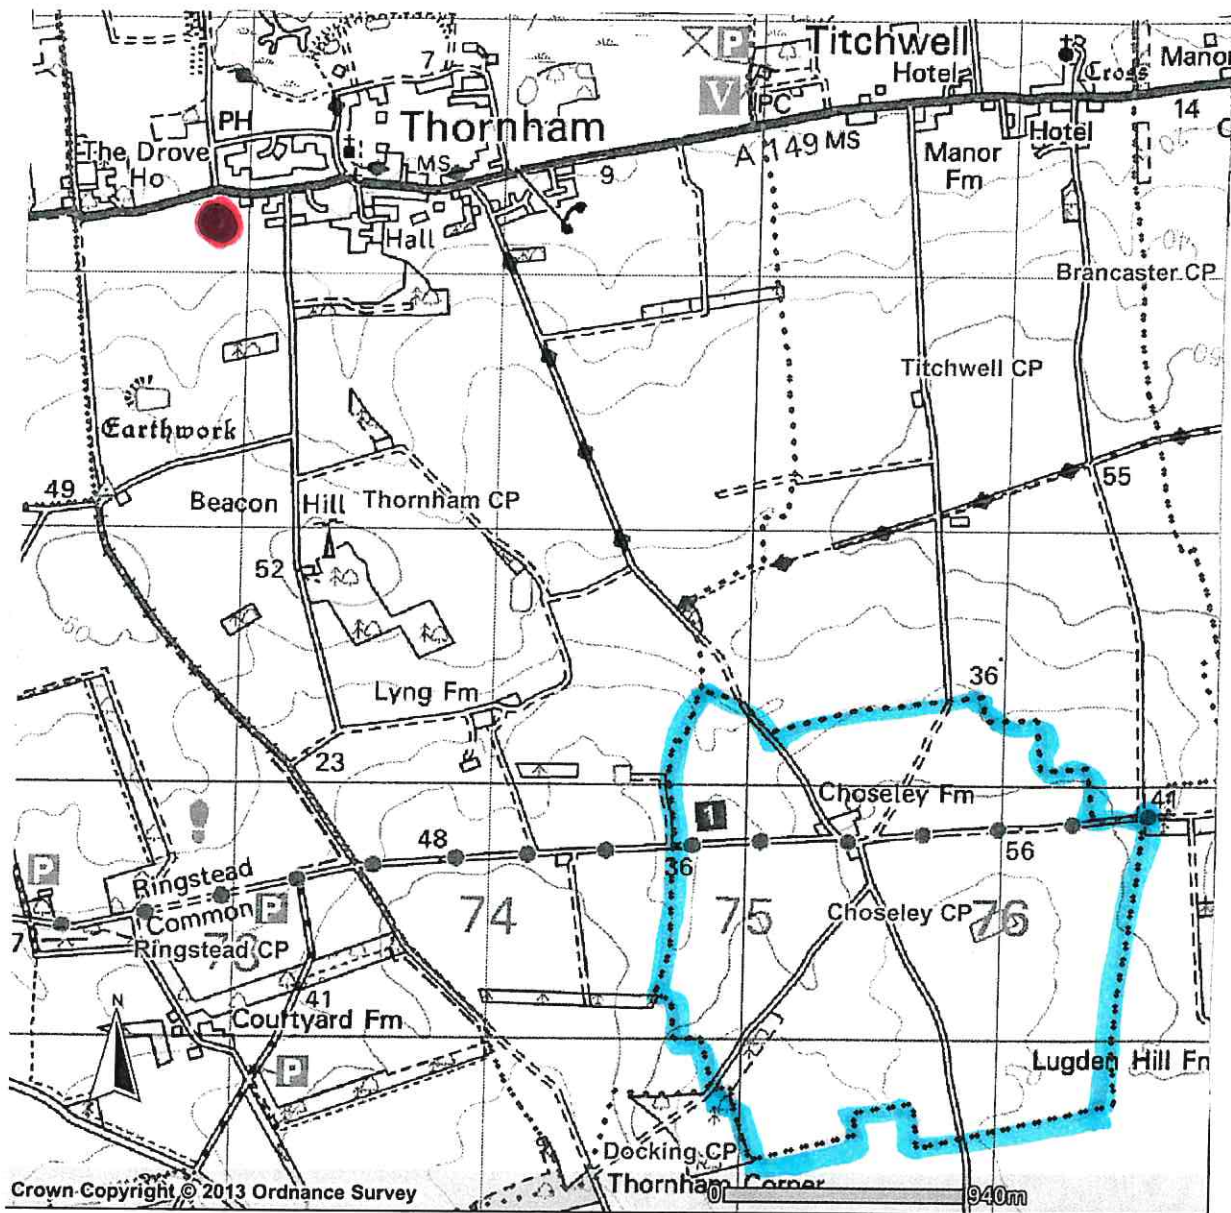 Titchwell
P
7
Hotel
Cross
Manor
V
PC
14
PH
Thornham
The Drove
Ho
MS
A 149 MS
Hotel
9
Manor
Fm
Hall
Brancaster CP
40
Titchwell CP
Earthwork
49
Beacon Hill
Thornham CP
55
52
Lyng Fm
36
23
Choseley Fm
41
1
48
36
56
P
Ringstead
Common P
74
75
Choseley CP
76
7
Ringstead CP
73
41
N
Courtyard Fm
P
Lugden Hill Fm
Docking CP
Thornham Corner
Crown Copyright © 2013 Ordnance Survey
0
940m